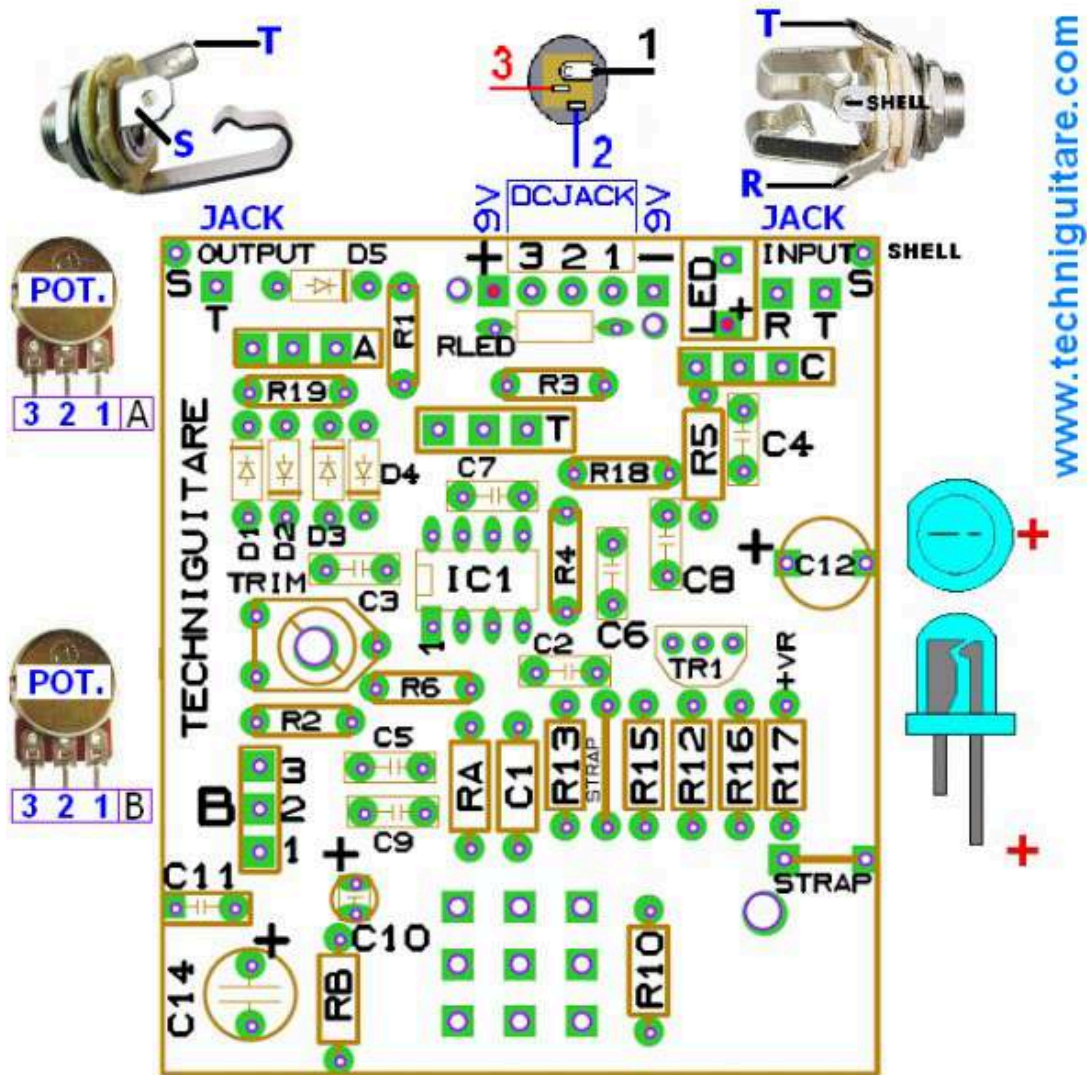 T
S
3
1
2
T
SHELL
R
www.techniguitare.com
JACK
9V
DCJACK
9V
JACK
POT.
3 2 1 A
S
OUTPUT
T
D5
R1
+ 3 2 1 -
RLED
LED
+
INPUT
S
SHELL
R T
A
C
R19
R3
T
R5
C4
TECHNIGUITARE
D4
C7
R18
D1
D2
D3
IC1
R4
C8
+
C12
+
TRIM
C3
1
C6
C2
TR1
+VR
POT.
3 2 1 B
R6
R2
C5
RA
C1
R13
STRAP
R15
R12
R16
R17
B
3
2
1
C9
+
+
STRAP
C11
C10
+
C14
RB
R10